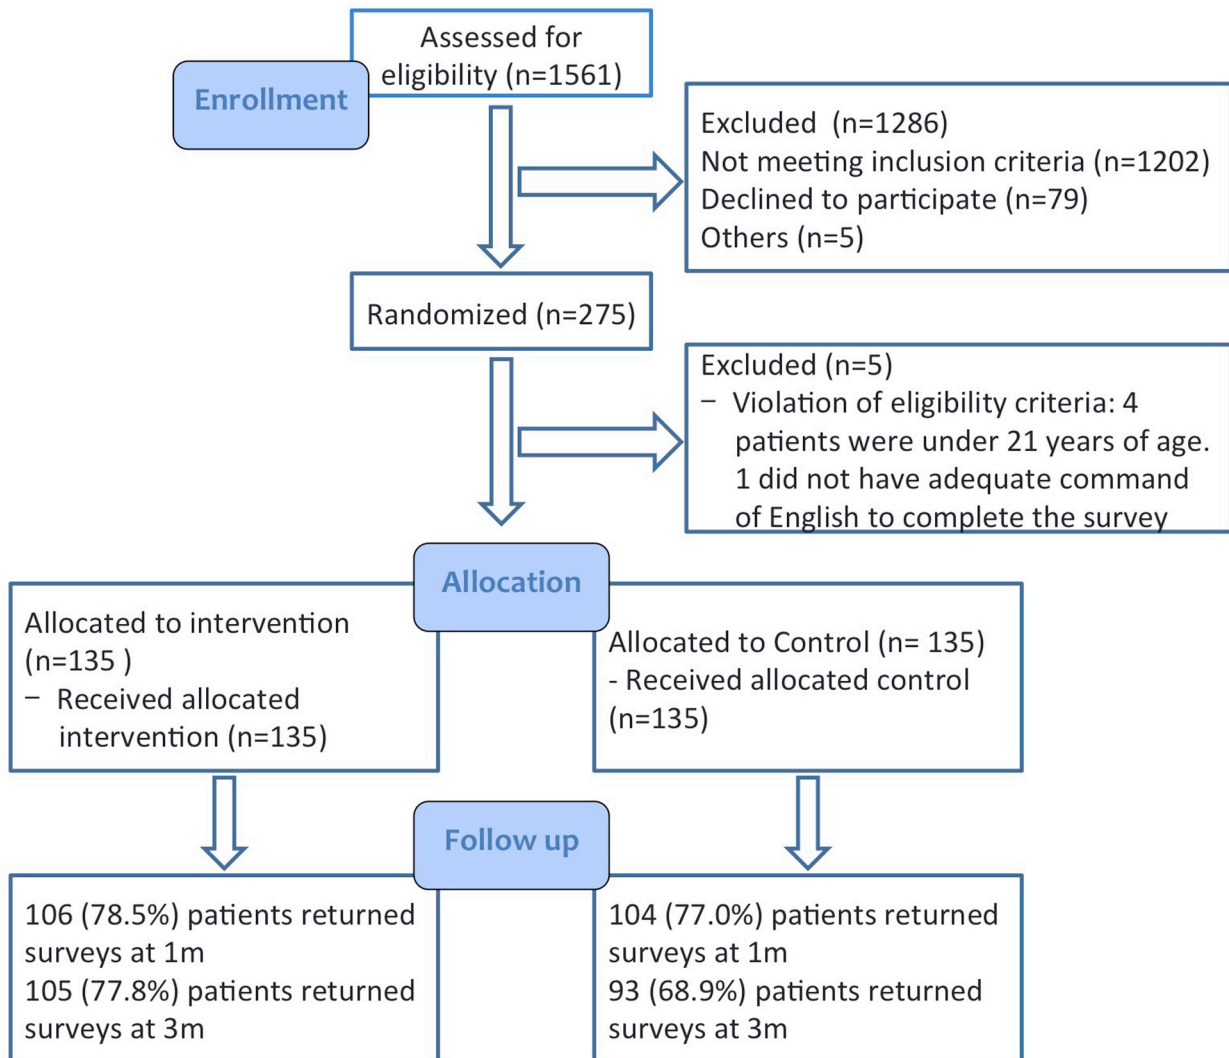 Assessed for
eligibility (n=1561)
Enrollment
Excluded (n=1286)
Not meeting inclusion criteria (n=1202)
Declined to participate (n=79)
Others (n=5)
Randomized (n=275)
Excluded (n=5)
– Violation of eligibility criteria: 4
patients were under 21 years of age.
1 did not have adequate command
of English to complete the survey
Allocation
Allocated to intervention
(n=135 )
– Received allocated
intervention (n=135)
Allocated to Control (n= 135)
- Received allocated control
(n=135)
Follow up
106 (78.5%) patients returned
surveys at 1m
105 (77.8%) patients returned
surveys at 3m
104 (77.0%) patients returned
surveys at 1m
93 (68.9%) patients returned
surveys at 3m